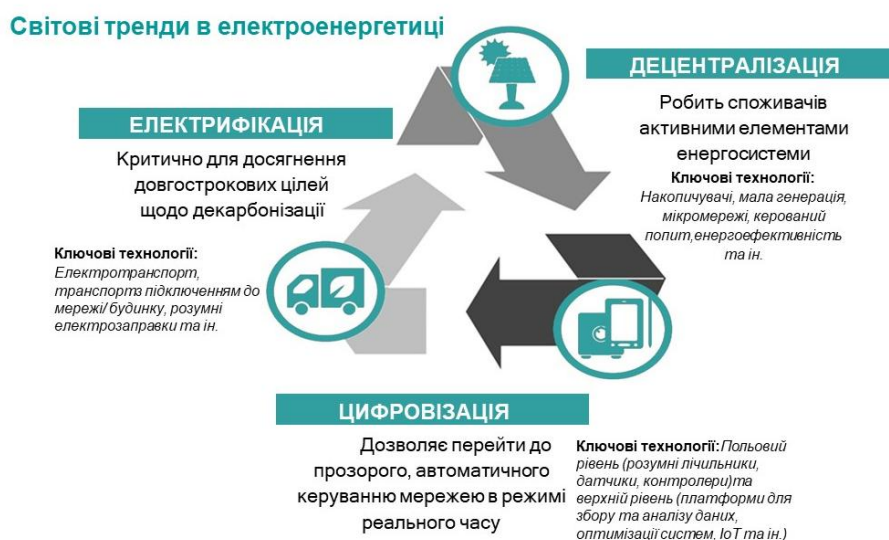 Світові тренди в електроенергетиці
ЕЛЕКТРИФІКАЦІЯ
Критично для досягнення
довгострокових цілей
щодо декарбонізації
Ключові технології:
Електротранспорт,
транспортз підключенням до
мережі/будинку, розумні
електрозаправки та ін.
ДЕЦЕНТРАЛІЗАЦІЯ
Робить споживачів
активними елементами
енергосистеми
Ключові технології:
Накопичувачі, мала генерація,
мікромережі, керований
попит,енергоефективність
та ін.
ЦИФРОВІЗАЦІЯ
Дозволяє перейти до
прозорого, автоматичного
керуванню мережею в режимі
реального часу
Ключові технології:Польовий
рівень (розумні лічильники,
датчики, контролери)та
верхній рівень (платформи для
збору та аналізу даних,
оптимізації систем, IoT та ін.)